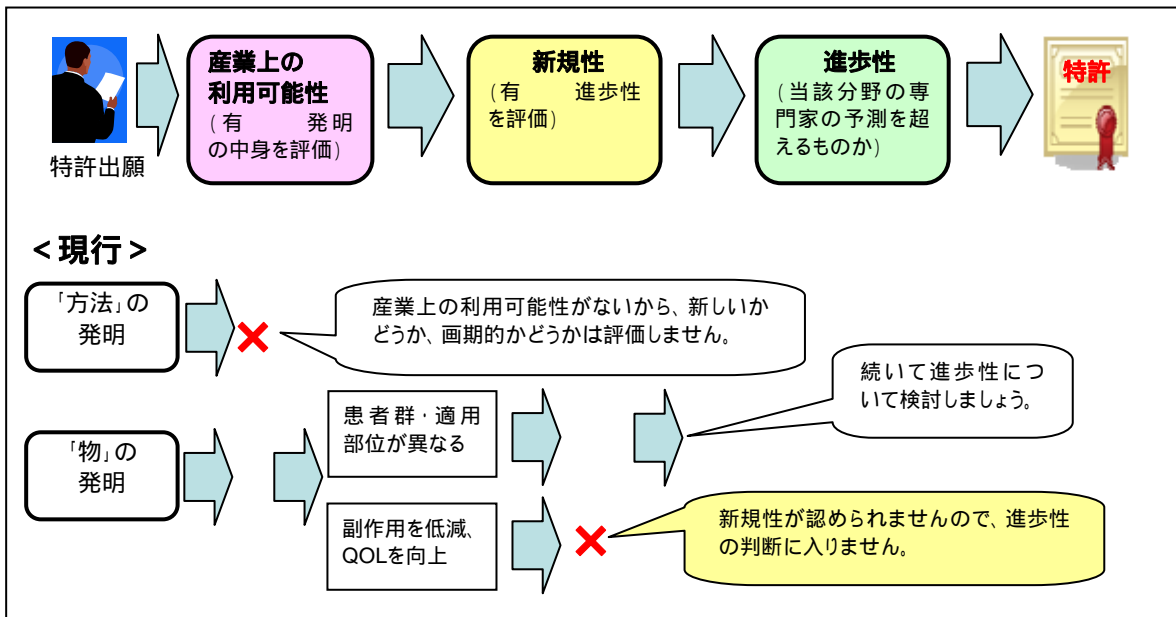 特許出願
産業上の
利用可能性
(有　　発明
の中身を評価)
新規性
(有　　進歩性
を評価)
進歩性
(当該分野の専
門家の予測を超
えるものか)
特許
<現行>
「方法」の
発明
産業上の利用可能性がないから、新しいか
どうか、画期的かどうかは評価しません。
続いて進歩性につ
いて検討しましょう。
「物」の
発明
患者群・適用
部位が異なる
副作用を低減、
QOLを向上
新規性が認められませんので、進歩性
の判断に入りません。